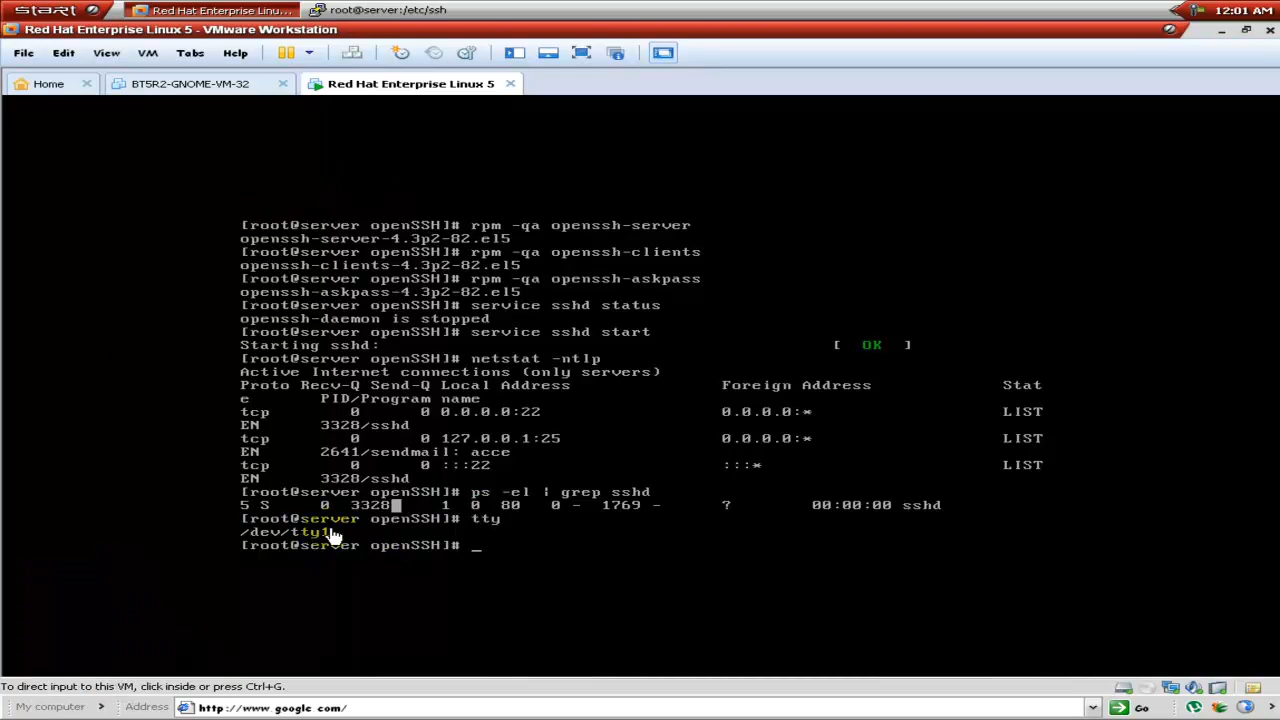 start
Red Hat Enterprise Linu...
root@server:/etc/ssh
12:01 AM
Red Hat Enterprise Linux 5 - VMware Workstation
File Edit View VM Tabs Help
Home BT5R2-GNOME-VM-32 Red Hat Enterprise Linux 5
[root@server openSSH]# rpm -qa openssh-server
openssh-server-4.3p2-82.el5
[root@server openSSH]# rpm -qa openssh-clients
openssh-clients-4.3p2-82.el5
[root@server openSSH]# rpm -qa openssh-askpass
openssh-askpass-4.3p2-82.el5
[root@server openSSH]# service sshd status
openssh-daemon is stopped
[root@server openSSH]# service sshd start
Starting sshd: [ OK ]
[root@server openSSH]# netstat -ntlp
Active Internet connections (only servers)
Proto Recv-Q Send-Q Local Address Foreign Address Stat
e PID/Program name
tcp 0 0 0.0.0.0:22 0.0.0.0:* LIST
EN 3328/sshd
tcp 0 0 127.0.0.1:25 0.0.0.0:* LIST
EN 2641/sendmail: acce
tcp 0 0 :::22 :::* LIST
EN 3328/sshd
[root@server openSSH]# ps -el | grep sshd
5 S 0 3328 1 0 80 0 - 1769 - ? 00:00:00 sshd
[root@server openSSH]# tty
/dev/tty1
[root@server openSSH]# _
To direct input to this VM, click inside or press Ctrl+G.
My computer > Address http://www.google.com/ Go